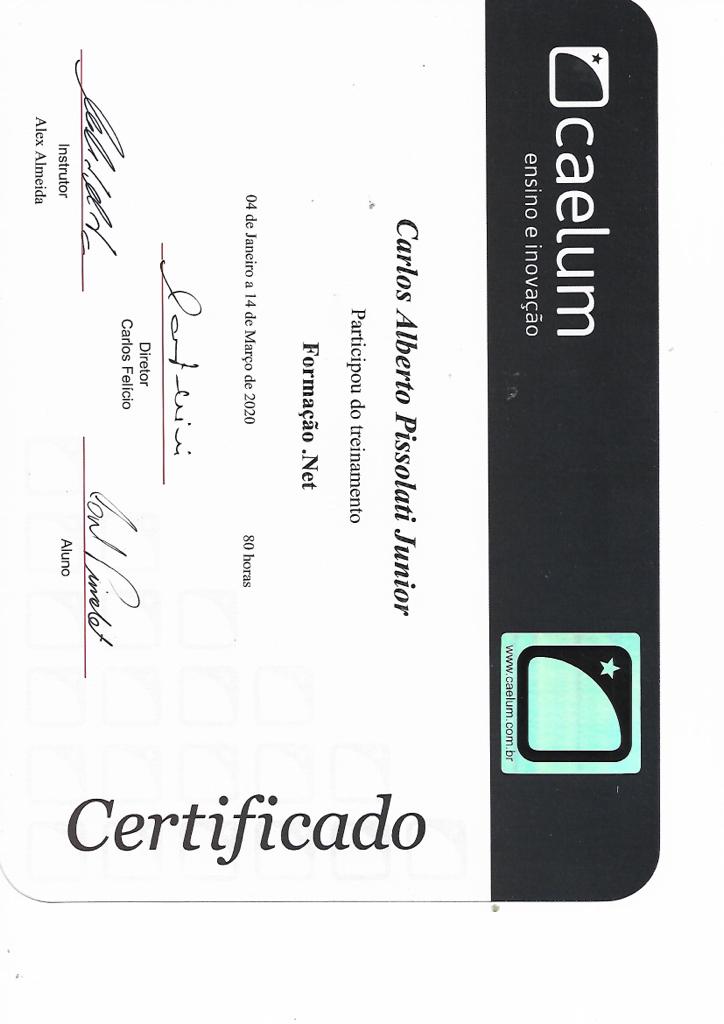 caelum
ensino e inovação
www.caelum.com.br
Carlos Alberto Pissolati Junior
Participou do treinamento
Formação .Net
04 de Janeiro a 14 de Março de 2020 80 horas
Diretor
Carlos Felício
Instrutor
Alex Almeida
Aluno
Certificado